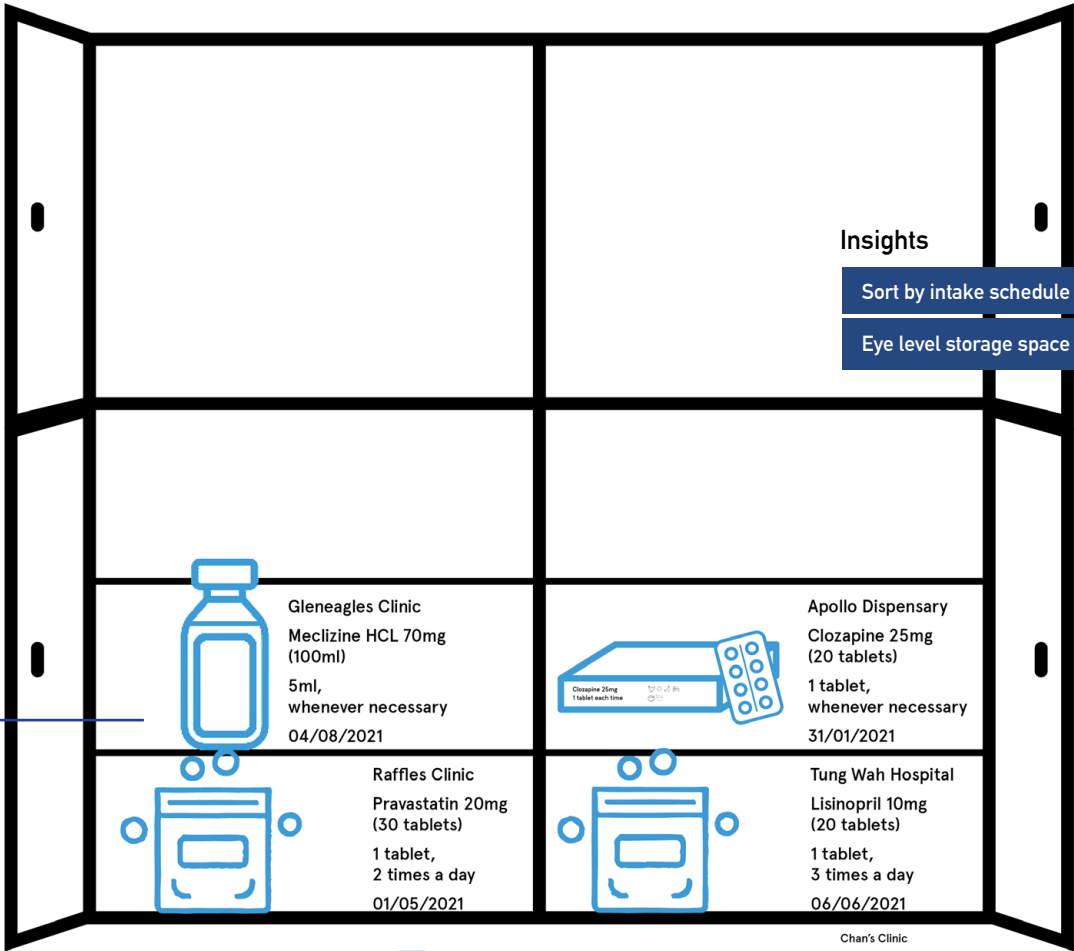 Insights
Sort by intake schedule
Eye level storage space
Gleneagles Clinic
Meclizine HCL 70mg
(100ml)
5ml,
whenever necessary
04/08/2021
Clozapine 25mg
1 tablet each time
Apollo Dispensary
Clozapine 25mg
(20 tablets)
1 tablet,
whenever necessary
31/01/2021
Raffles Clinic
Pravastatin 20mg
(30 tablets)
1 tablet,
2 times a day
01/05/2021
Tung Wah Hospital
Lisinopril 10mg
(20 tablets)
1 tablet,
3 times a day
06/06/2021
Chan's Clinic